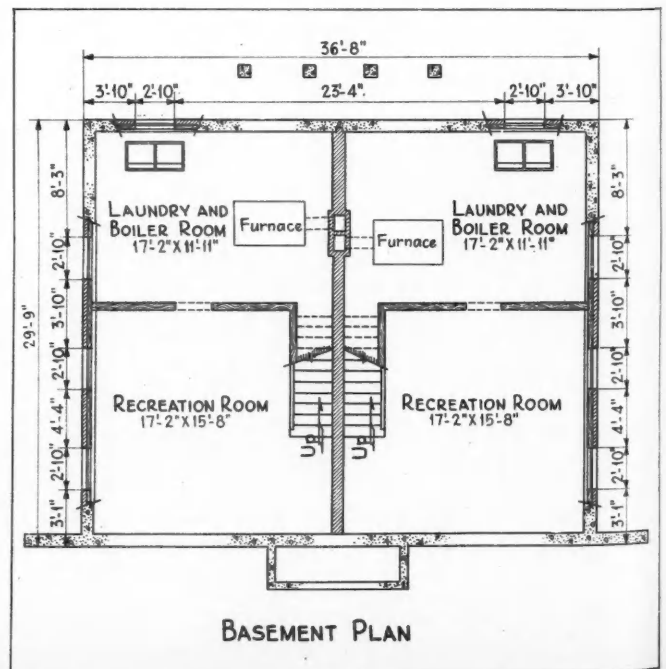 36'-8"
3'-10" 2'-10" 23'-4". 2'-10" 3'-10"
8'-3" 8'-3"
LAUNDRY AND
BOILER ROOM
17'-2" X 11'-11"
Furnace
Furnace
LAUNDRY AND
BOILER ROOM
17'-2" X 11'-11"
2'-10" 2'-10"
3'-10" 3'-10"
29'-9"
2'-10" 2'-10"
RECREATION ROOM
17'-2" X 15'-8"
RECREATION ROOM
17'-2" X 15'-8"
4'-4" 4'-4"
Up Up
2'-10" 2'-10"
3'-1" 3'-1"
BASEMENT PLAN